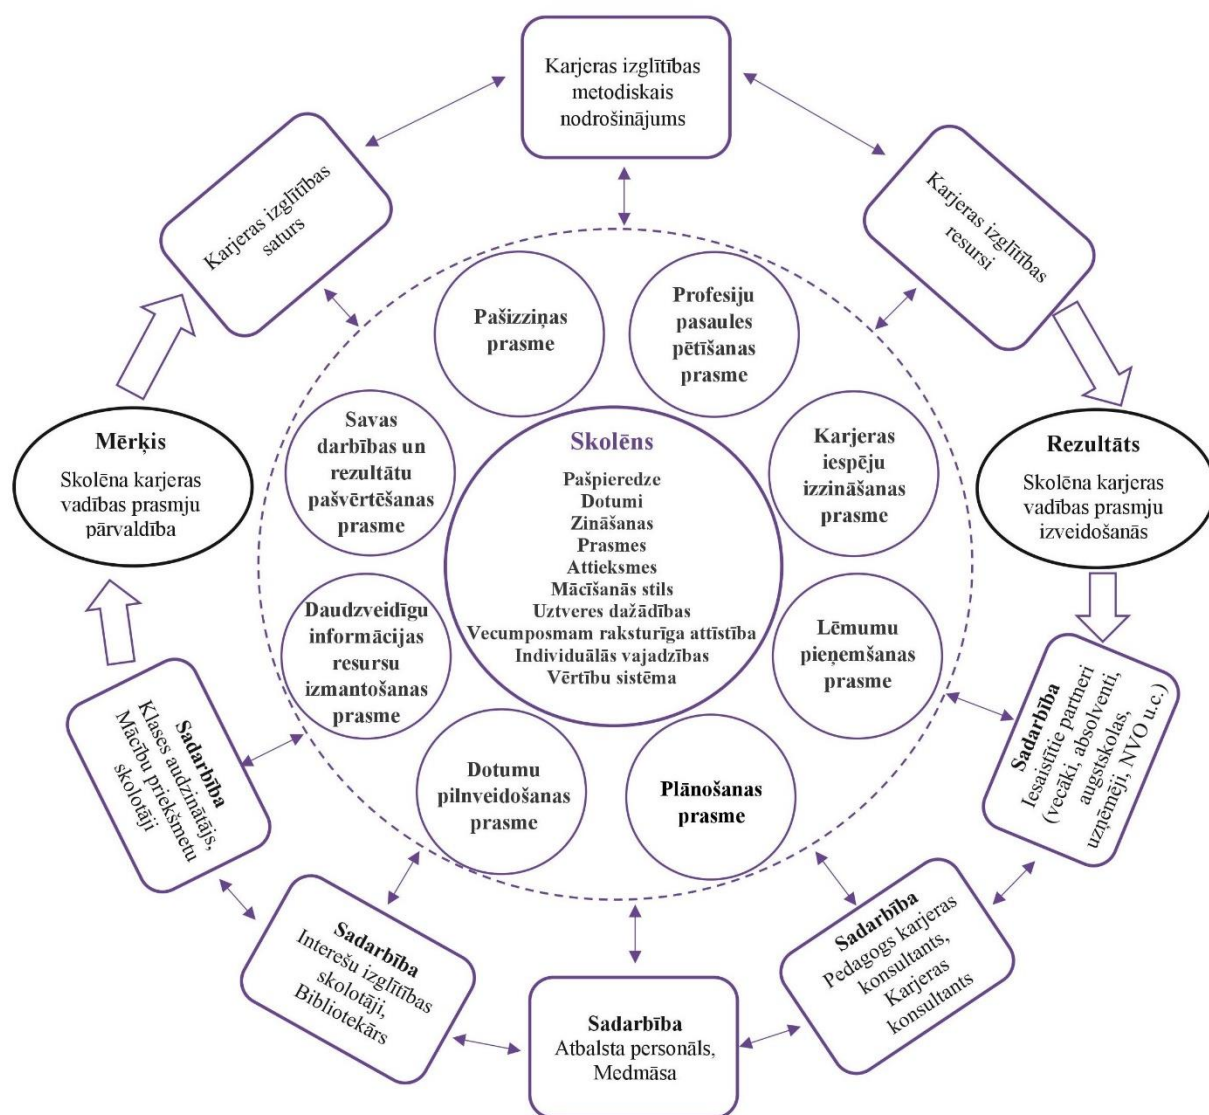 Karjeras izglītības
metodiskais
nodrošinājums
Karjeras izglītības
saturs
Karjeras izglītības
resursi
Pašizziņas
prasme
Profesiju
pasaules
pētīšanas
prasme
Mērķis
Skolēna karjeras
vadības prasmju
pārvaldība
Savas
darbības un
rezultātu
pašvērtēšanas
prasme
Skolēns
Pašpieredze
Dotumi
Zināšanas
Prasmes
Attieksmes
Mācīšanās stils
Uztveres dažādības
Vecumposmam raksturīga attīstība
Individuālās vajadzības
Vērtību sistēma
Karjeras
iespēju
izzināšanas
prasme
Rezultāts
Skolēna karjeras
vadības prasmju
izveidošanās
Daudzveidīgu
informācijas
resursu
izmantošanas
prasme
Lēmumu
pieņemšanas
prasme
Sadarbība
Klases audzinātājs,
Mācību priekšmetu
skolotāji
Dotumu
pilnveidošanas
prasme
Plānošanas
prasme
Sadarbība
Iesaistītie partneri
(vecāki, absolventi,
augstskolas,
uzņēmēji, NVO u.c.)
Sadarbība
Interešu izglītības
skolotāji,
Bibliotekārs
Sadarbība
Atbalsta personāls,
Medmāsa
Sadarbība
Pedagogs karjeras
konsultants,
Karjeras
konsultants